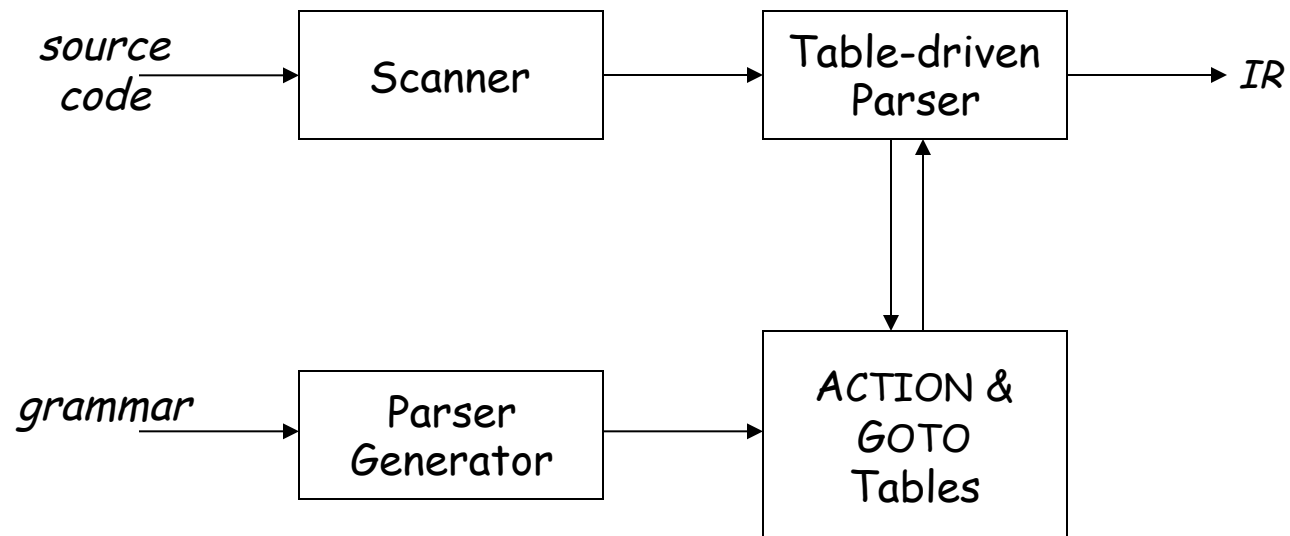 source
code
Scanner
Table-driven
Parser
IR
grammar
Parser
Generator
ACTION &
GOTO
Tables